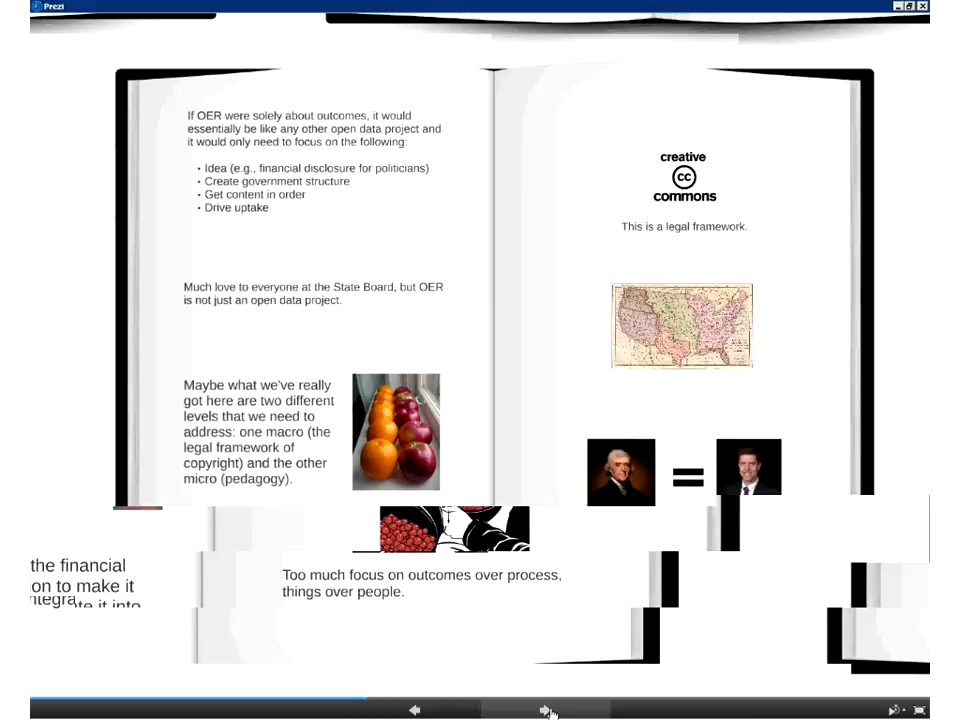 Prezi
If OER were solely about outcomes, it would
essentially be like any other open data project and
it would only need to focus on the following:
• Idea (e.g., financial disclosure for politicians)
• Create government structure
• Get content in order
• Drive uptake
Much love to everyone at the State Board, but OER
is not just an open data project.
Maybe what we've really
got here are two different
levels that we need to
address: one macro (the
legal framework of
copyright) and the other
micro (pedagogy).
creative
cc
commons
This is a legal framework.
=
the financial
on to make it
ntegra
te it into
Too much focus on outcomes over process,
things over people.